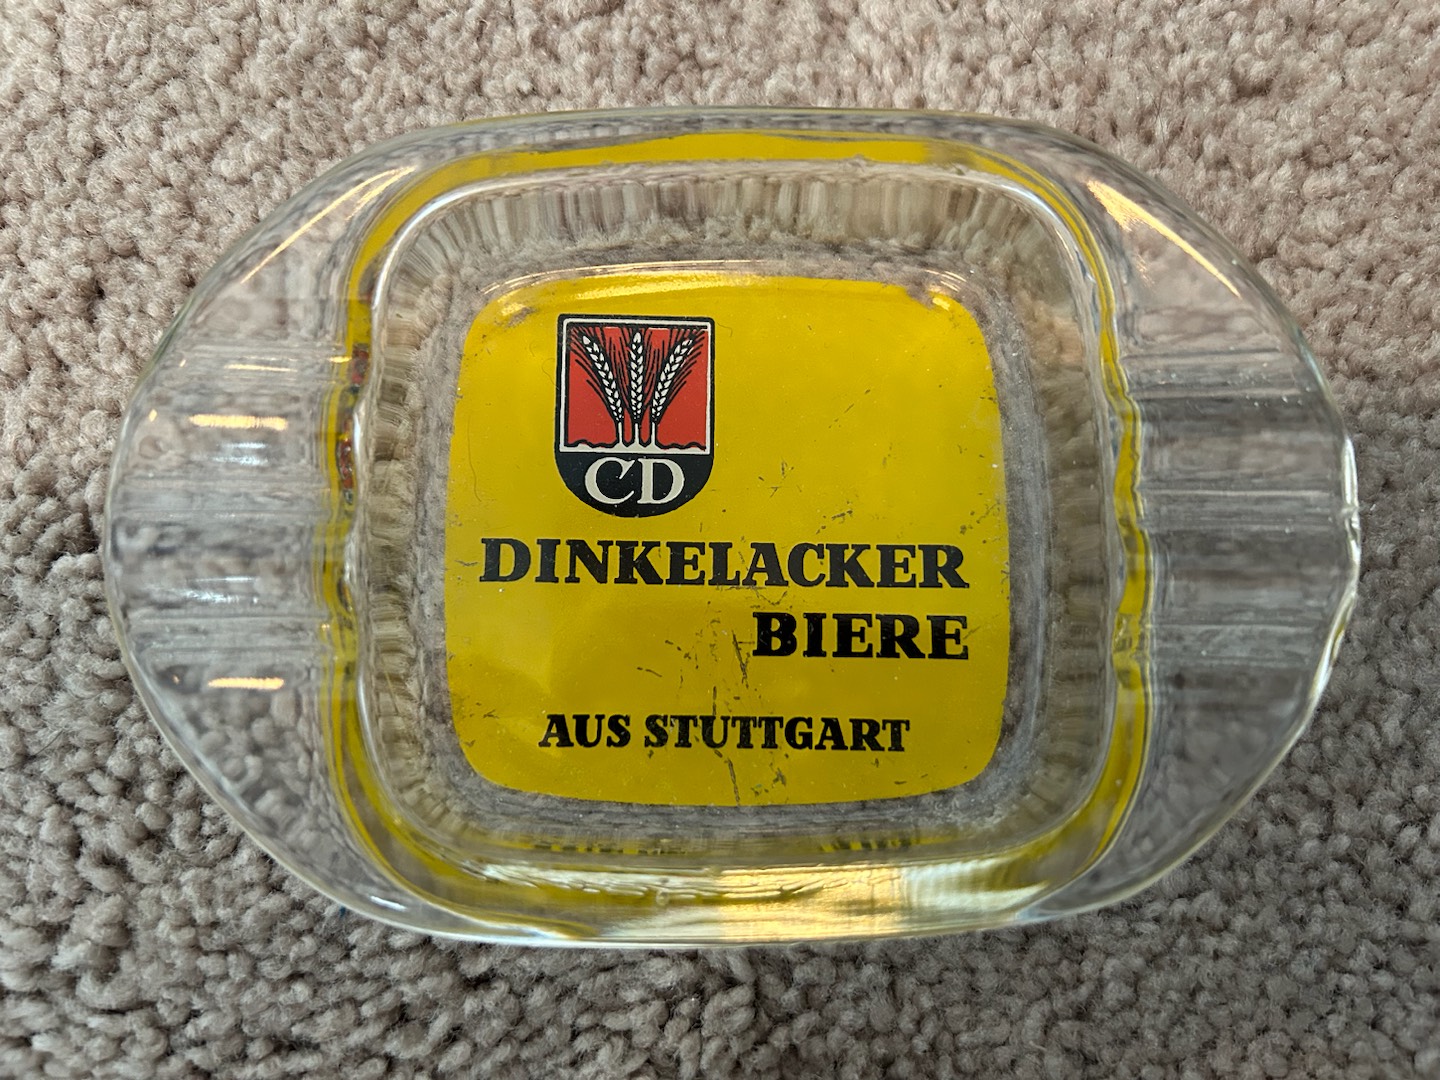 CD
DINKELACKER
BIERE
AUS STUTTGART